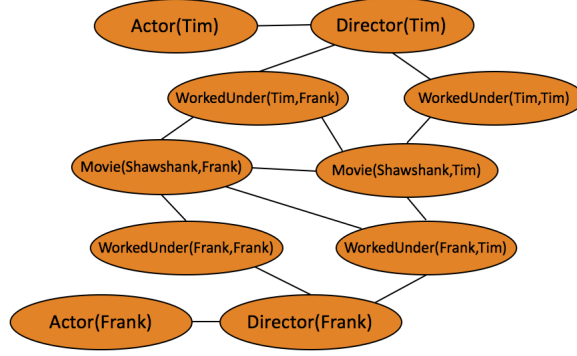 Actor(Tim)
Director(Tim)
WorkedUnder(Tim,Frank)
WorkedUnder(Tim,Tim)
Movie(Shawshank,Frank)
Movie(Shawshank,Tim)
WorkedUnder(Frank,Frank)
WorkedUnder(Frank,Tim)
Actor(Frank)
Director(Frank)